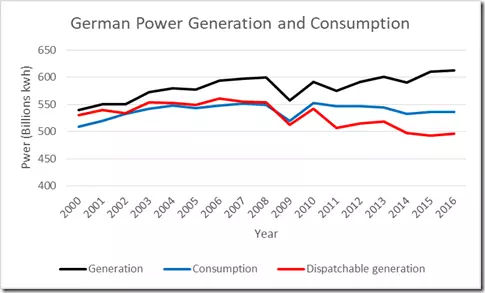 German Power Generation and Consumption
650
600
550
500
450
400
Pwer (Billions kwh)
2000 2001 2002 2003 2004 2005 2006 2007 2008 2009 2010 2011 2012 2013 2014 2015 2016
Year
Generation Consumption Dispatchable generation